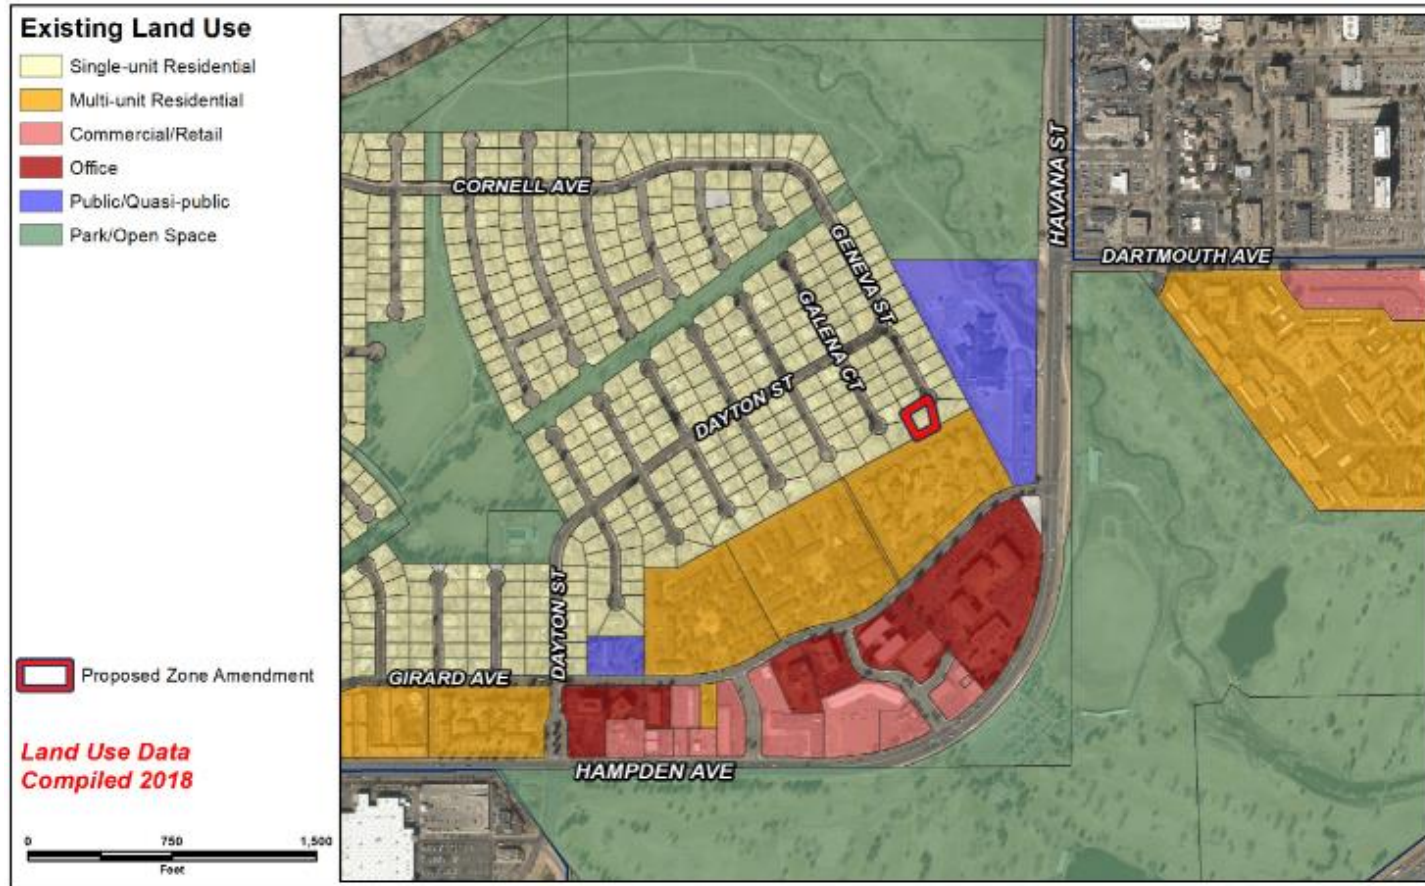 Existing Land Use
Single-unit Residential
Multi-unit Residential
Commercial/Retail
Office
Public/Quasi-public
Park/Open Space
Proposed Zone Amendment
Land Use Data
Compiled 2018
0 750 1,500
Feet
CORNELL AVE
HAVANA ST
GENEVA ST
DARTMOUTH AVE
GALENA CT
DAYTON ST
DAYTON ST
GIRARD AVE
HAMPDEN AVE